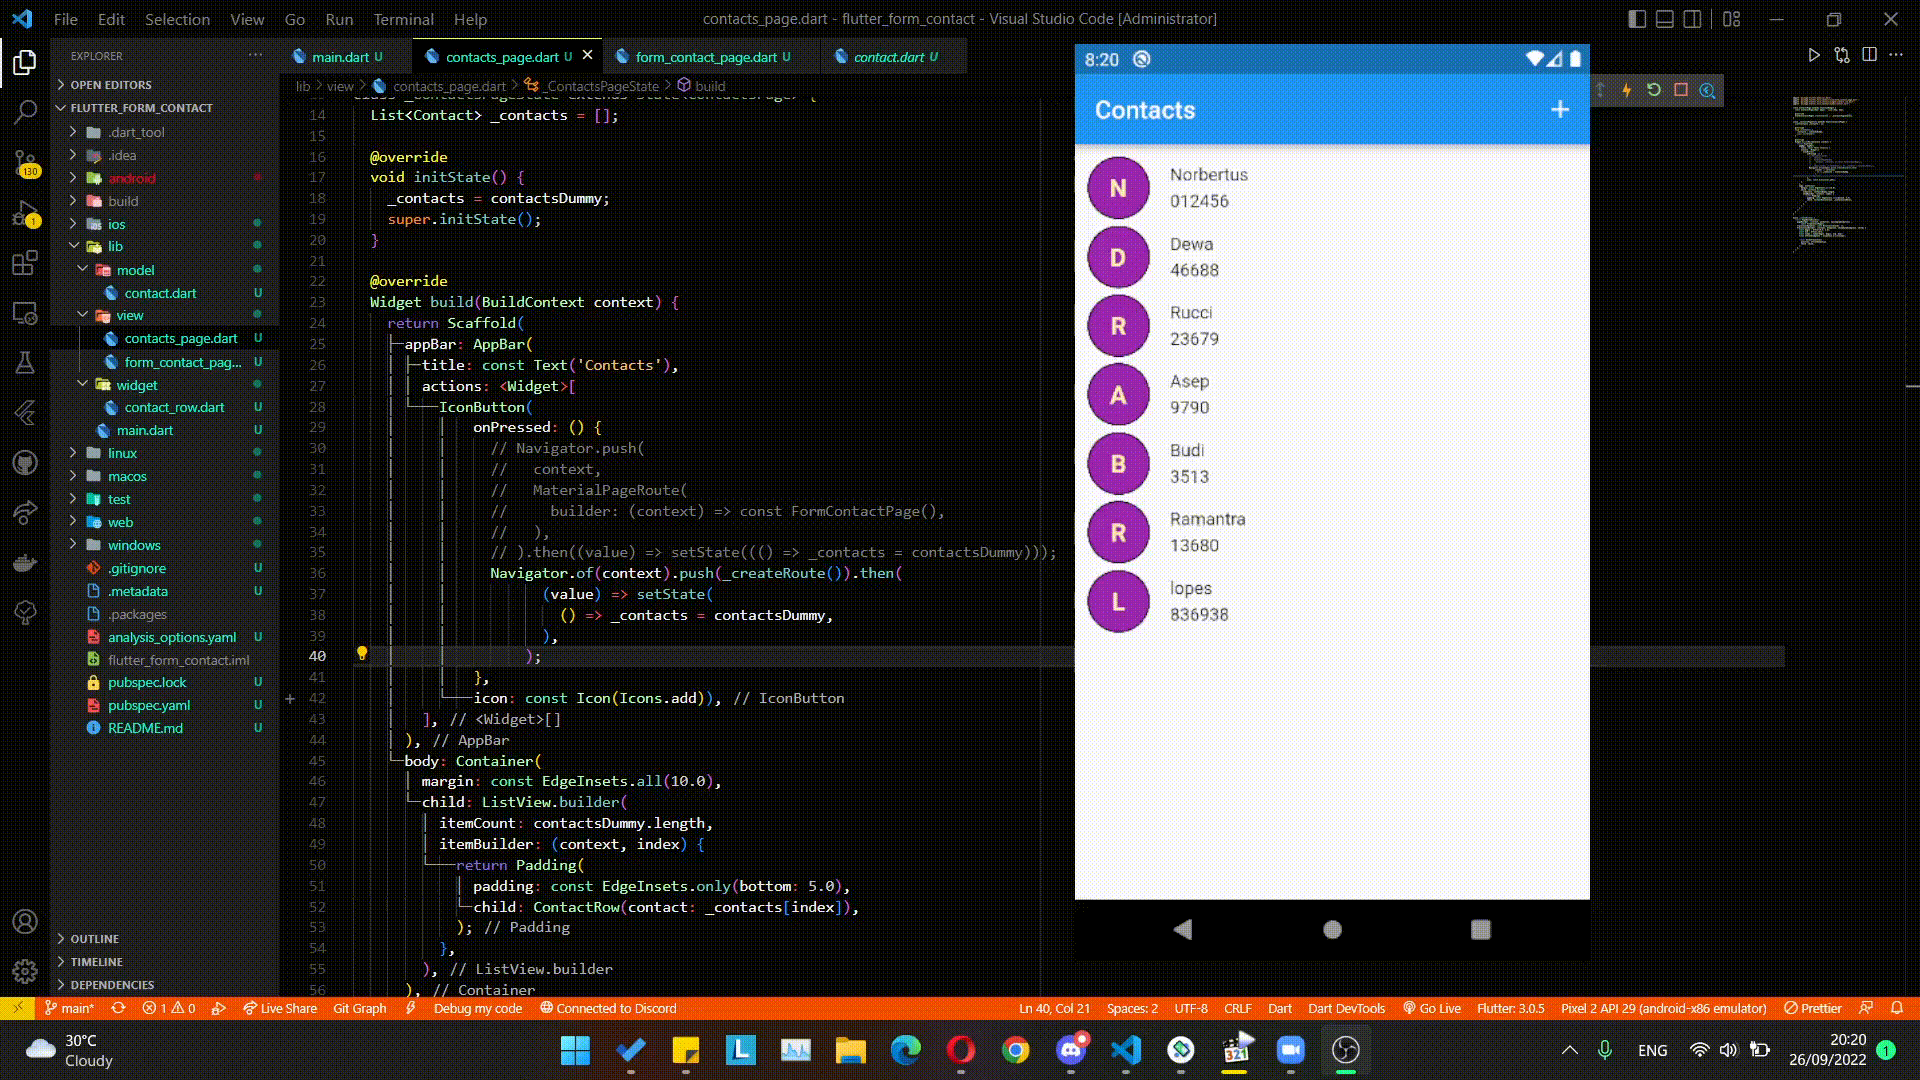 File Edit Selection View Go Run Terminal Help
contacts_page.dart - flutter_form_contact - Visual Studio Code [Administrator]
EXPLORER
OPEN EDITORS
FLUTTER_FORM_CONTACT
.dart_tool
.idea
android
build
ios
lib
model
contact.dart U
view
contacts_page.dart U
form_contact_pag... U
widget
contact_row.dart U
main.dart U
linux
macos
test
web
windows
.gitignore U
.metadata U
.packages
analysis_options.yaml U
flutter_form_contact.iml
pubspec.lock U
pubspec.yaml U
README.md U
OUTLINE
TIMELINE
DEPENDENCIES
130
1
main.dart U
contacts_page.dart U
form_contact_page.dart U
contact.dart U
lib > view > contacts_page.dart > _ContactsPageState > build
14 List<Contact> _contacts = [];
15
16 @override
17 void initState() {
18 _contacts = contactsDummy;
19 super.initState();
20 }
21
22 @override
23 Widget build(BuildContext context) {
24 return Scaffold(
25 appBar: AppBar(
26 title: const Text('Contacts'),
27 actions: <Widget>[
28 IconButton(
29 onPressed: () {
30 // Navigator.push(
31 // context,
32 // MaterialPageRoute(
33 // builder: (context) => const FormContactPage(),
34 // ),
35 // ).then((value) => setState((() => _contacts = contactsDummy)));
36 Navigator.of(context).push(_createRoute()).then(
37 (value) => setState(
38 () => _contacts = contactsDummy,
39 ),
40 );
41 },
42 icon: const Icon(Icons.add)), // IconButton
43 ], // <Widget>[]
44 ), // AppBar
45 body: Container(
46 margin: const EdgeInsets.all(10.0),
47 child: ListView.builder(
48 itemCount: contactsDummy.length,
49 itemBuilder: (context, index) {
50 return Padding(
51 padding: const EdgeInsets.only(bottom: 5.0),
52 child: ContactRow(contact: _contacts[index]),
53 ); // Padding
54 },
55 ), // ListView.builder
56 ), // Container
8:20
Contacts +
N Norbertus
012456
D Dewa
46688
R Rucci
23679
A Asep
9790
B Budi
3513
R Ramantra
13680
L lopes
836938
main* 1 0 Live Share Git Graph Debug my code Connected to Discord
Ln 40, Col 21 Spaces: 2 UTF-8 CRLF Dart Dart DevTools Go Live Flutter: 3.0.5 Pixel 2 API 29 (android-x86 emulator) Prettier
30°C
Cloudy
L
321
ENG
20:20
26/09/2022
1